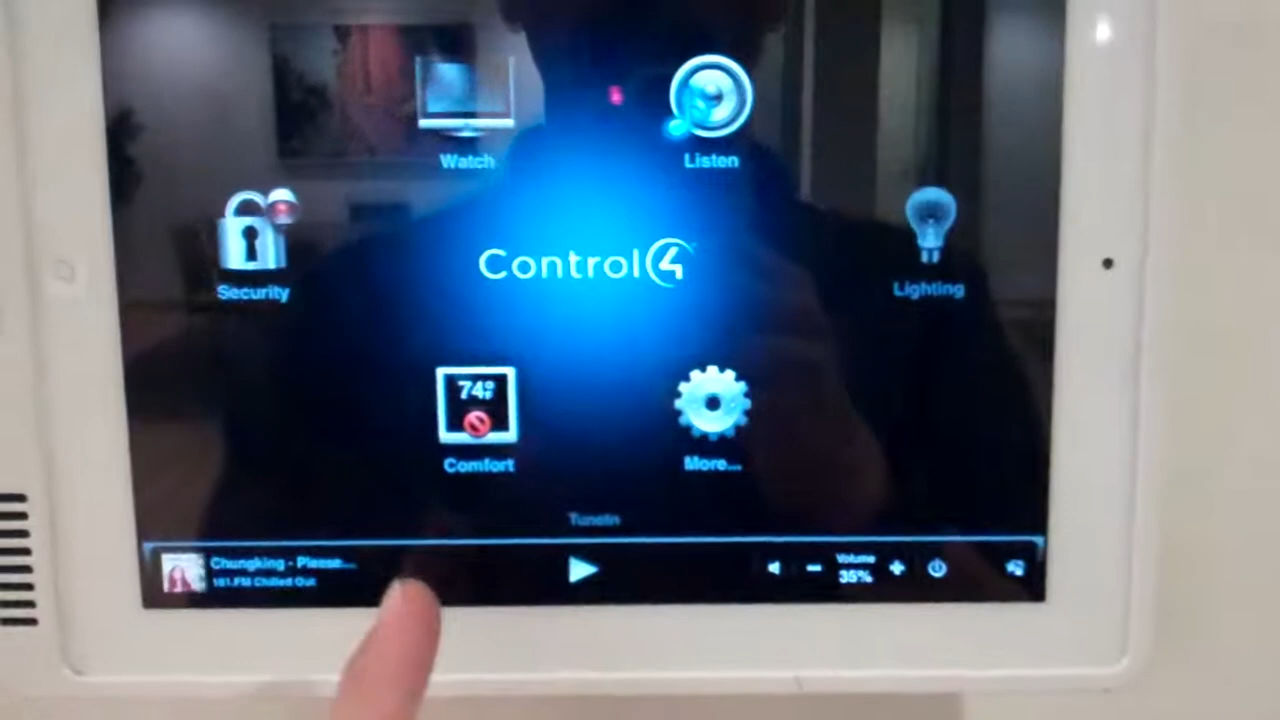 Watch
Listen
Security
Control4
Lighting
74°F
Comfort
More...
TuneIn
Chungking - Please...
181.FM Chilled Out
Volume
35%